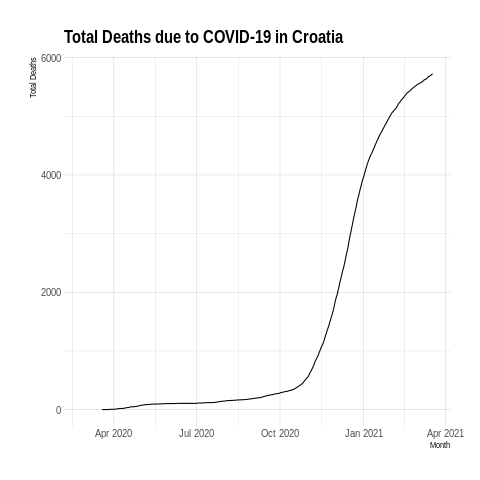 Total Deaths due to COVID-19 in Croatia
Total Deaths
6000
4000
2000
0
Apr 2020 Jul 2020 Oct 2020 Jan 2021 Apr 2021
Month